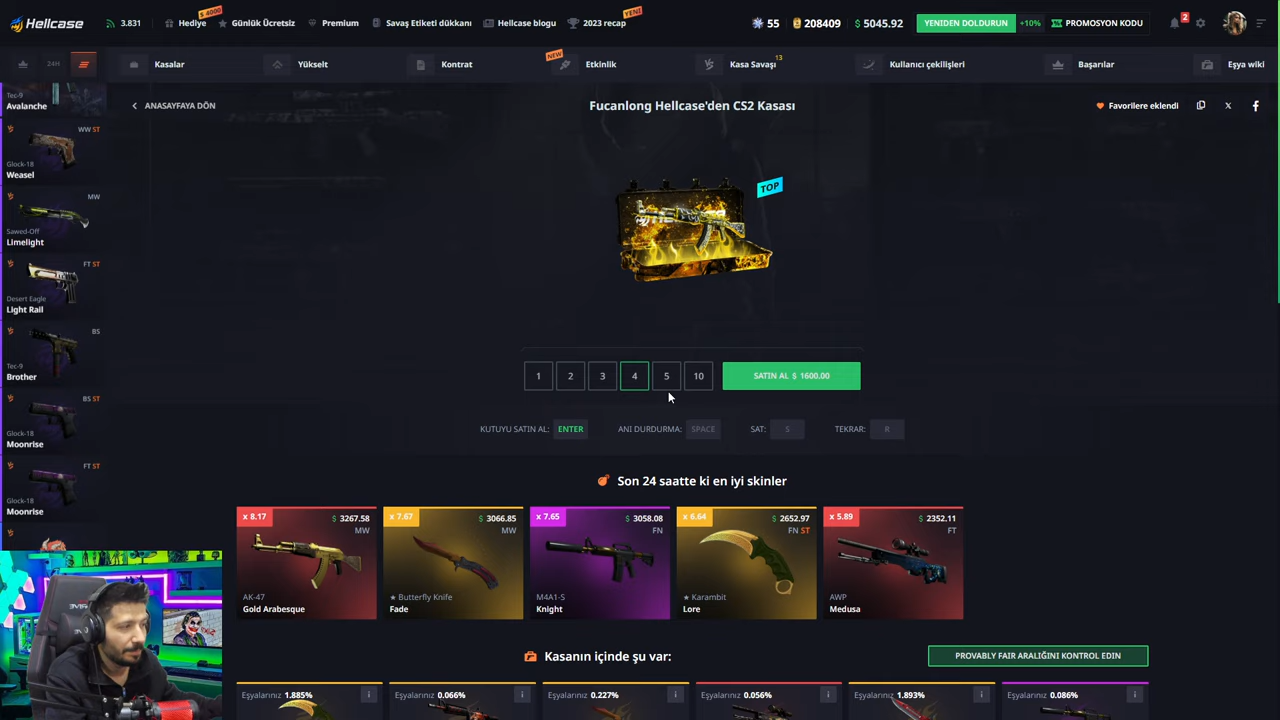 Hellcase
3.831
Hediye
$ 4000
Günlük Ücretsiz
Premium
Savaş Etiketi dükkanı
Hellcase blogu
2023 recap
YENİ
55
208409
$ 5045.92
YENİDEN DOLDURUN
+10%
PROMOSYON KODU
2
24H
Kasalar
Yükselt
Kontrat
NEW
Etkinlik
Kasa Savaşı
13
Kullanıcı çekilişleri
Başarılar
Eşya wiki
Tec-9
Avalanche
WW ST
Glock-18
Weasel
MW
Sawed-Off
Limelight
FT ST
Desert Eagle
Light Rail
BS
Tec-9
Brother
BS ST
Glock-18
Moonrise
FT ST
Glock-18
Moonrise
ANASAYFAYA DÖN
Fucanlong Hellcase'den CS2 Kasası
Favorilere eklendi
TOP
1
2
3
4
5
10
SATIN AL $ 1600.00
KUTUYU SATIN AL: ENTER
ANI DURDURMA: SPACE
SAT: S
TEKRAR: R
Son 24 saatte ki en iyi skinler
x 8.17
$ 3267.58
MW
AK-47
Gold Arabesque
x 7.67
$ 3066.85
MW
★ Butterfly Knife
Fade
x 7.65
$ 3058.08
FN
M4A1-S
Knight
x 6.64
$ 2652.97
FN ST
★ Karambit
Lore
x 5.89
$ 2352.11
FT
AWP
Medusa
Kasanın içinde şu var:
PROVABLY FAIR ARALIĞINI KONTROL EDIN
Eşyalarınız 1.885%
Eşyalarınız 0.066%
Eşyalarınız 0.227%
Eşyalarınız 0.056%
Eşyalarınız 1.893%
Eşyalarınız 0.086%